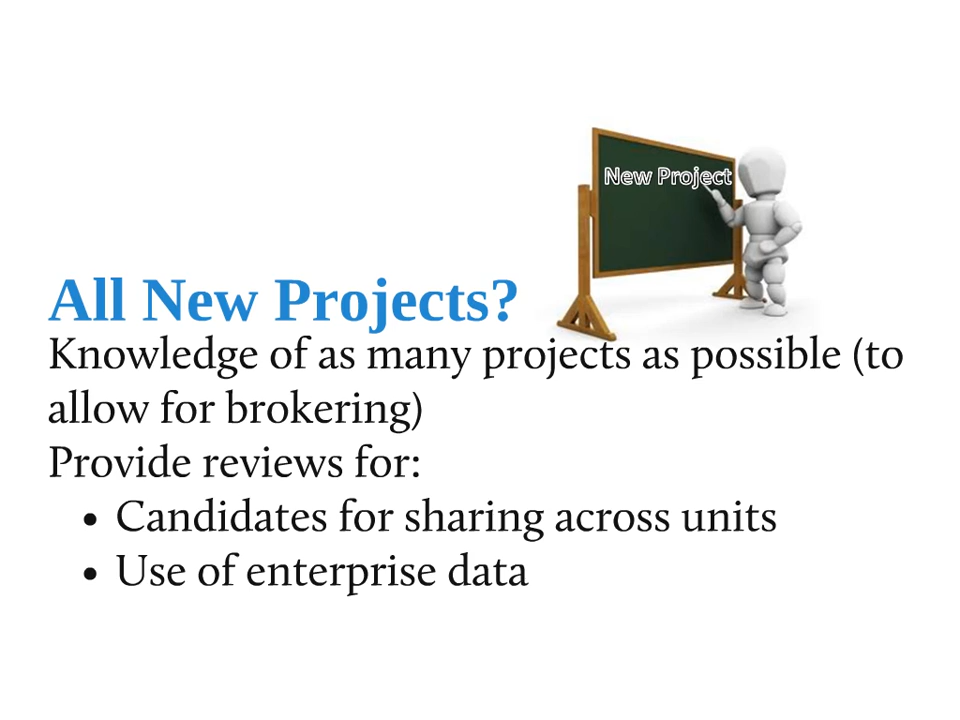 New Project
All New Projects?
Knowledge of as many projects as possible (to
allow for brokering)
Provide reviews for:
• Candidates for sharing across units
• Use of enterprise data